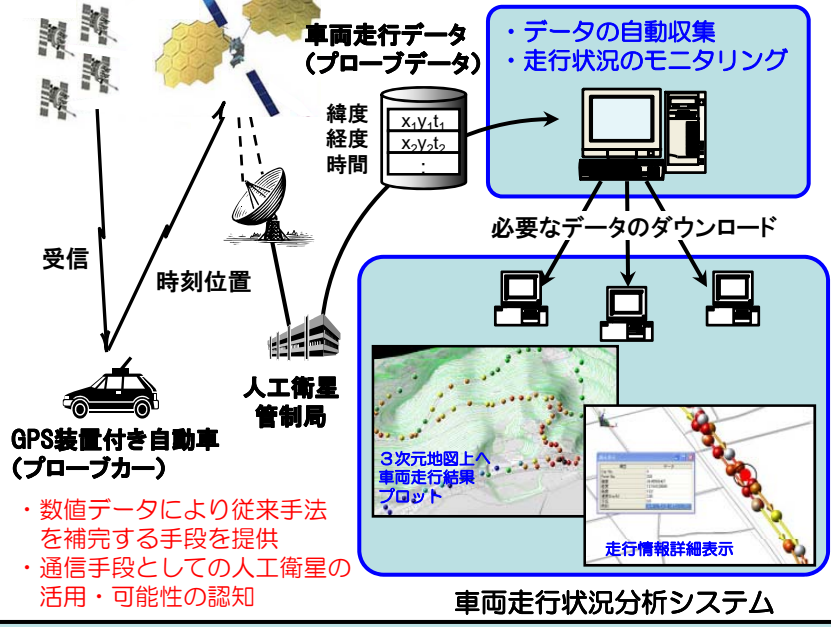 車両走行データ
（プローブデータ）
・データの自動収集
・走行状況のモニタリング
緯度
経度
時間
x₁y₁t₁
x₂y₂t₂
:
必要なデータのダウンロード
受信
時刻位置
人工衛星
管制局
GPS装置付き自動車
（プローブカー）
３次元地図上へ
車両走行結果
プロット
走行情報詳細表示
・数値データにより従来手法
を補完する手段を提供
・通信手段としての人工衛星の
活用・可能性の認知
車両走行状況分析システム